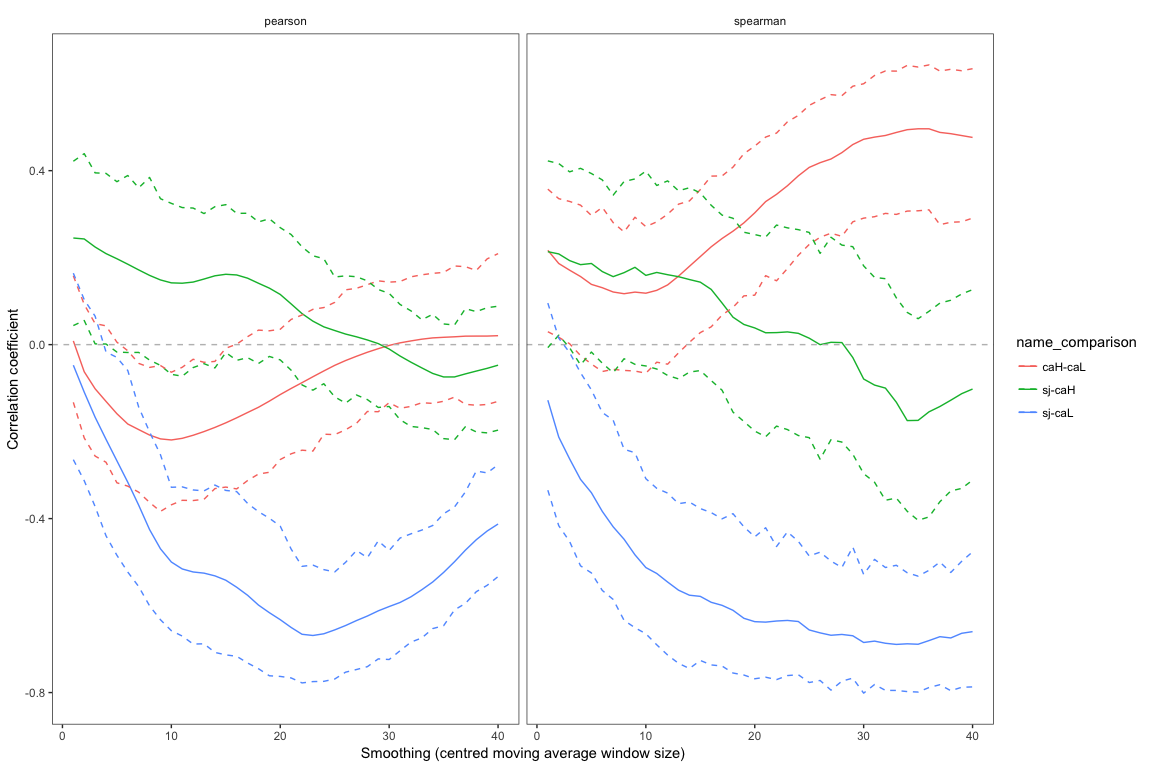 pearson
spearman
Correlation coefficient
0.4
0.0
-0.4
-0.8
0 10 20 30 40
0 10 20 30 40
Smoothing (centred moving average window size)
name_comparison
caH-caL
sj-caH
sj-caL